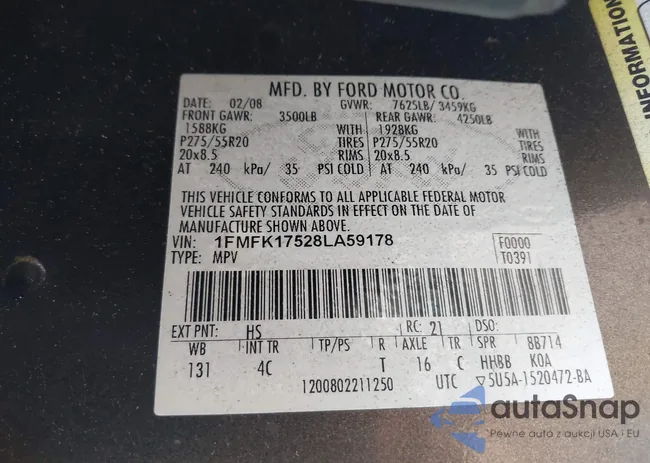 INFORMATION
MFD. BY FORD MOTOR CO.
DATE: 02/08 GVWR: 7625LB/ 3459KG
FRONT GAWR: 3500LB REAR GAWR: 4250LB
1588KG WITH 1928KG WITH
P275/55R20 TIRES P275/55R20 TIRES
20x8.5 RIMS 20x8.5 RIMS
AT 240 kPa/ 35 PSI COLD AT 240 kPa/ 35 PSI COLD
THIS VEHICLE CONFORMS TO ALL APPLICABLE FEDERAL MOTOR
VEHICLE SAFETY STANDARDS IN EFFECT ON THE DATE OF
MANUFACTURE SHOWN ABOVE.
VIN: 1FMFK17528LA59178 F0000
TYPE: MPV T0391
EXT PNT: HS RC: 21 DSO:
WB INT TR TP/PS R AXLE TR SPR 8B714
131 4C T 16 C HHBB K0A
1200802211250 UTC ▽5U5A-1520472-BA
autoSnap
Pewne auto z aukcji USA i EU